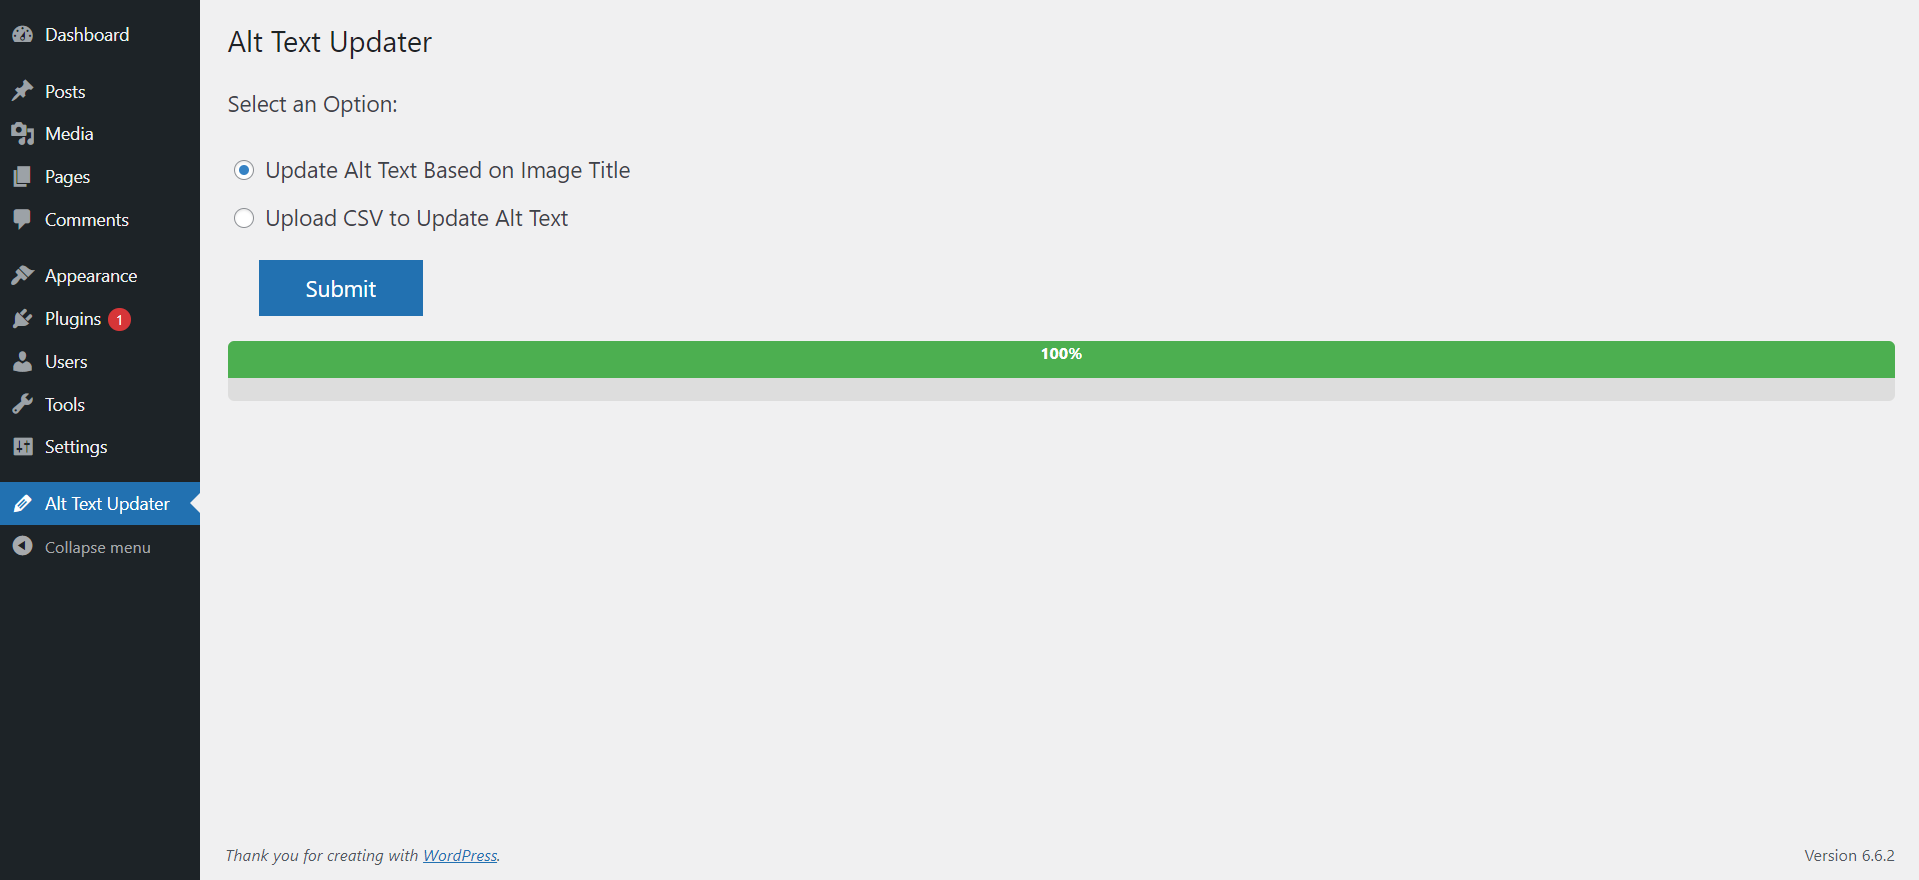 Dashboard
Posts
Media
Pages
Comments
Appearance
Plugins 1
Users
Tools
Settings
Alt Text Updater
Collapse menu
Alt Text Updater
Select an Option:
Update Alt Text Based on Image Title
Upload CSV to Update Alt Text
Submit
100%
Thank you for creating with WordPress.
Version 6.6.2